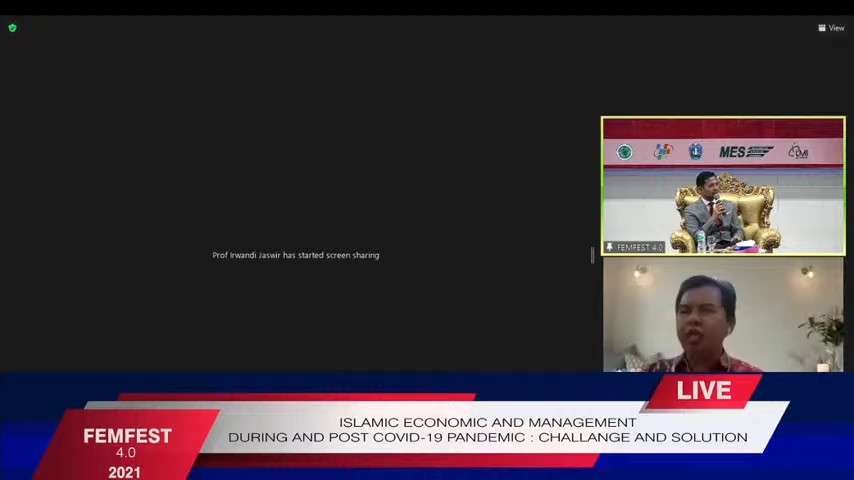 View
MES
Prof Irwandi Jaswir has started screen sharing
FEMFEST 4.0
LIVE
ISLAMIC ECONOMIC AND MANAGEMENT
DURING AND POST COVID-19 PANDEMIC : CHALLANGE AND SOLUTION
FEMFEST
4.0
2021